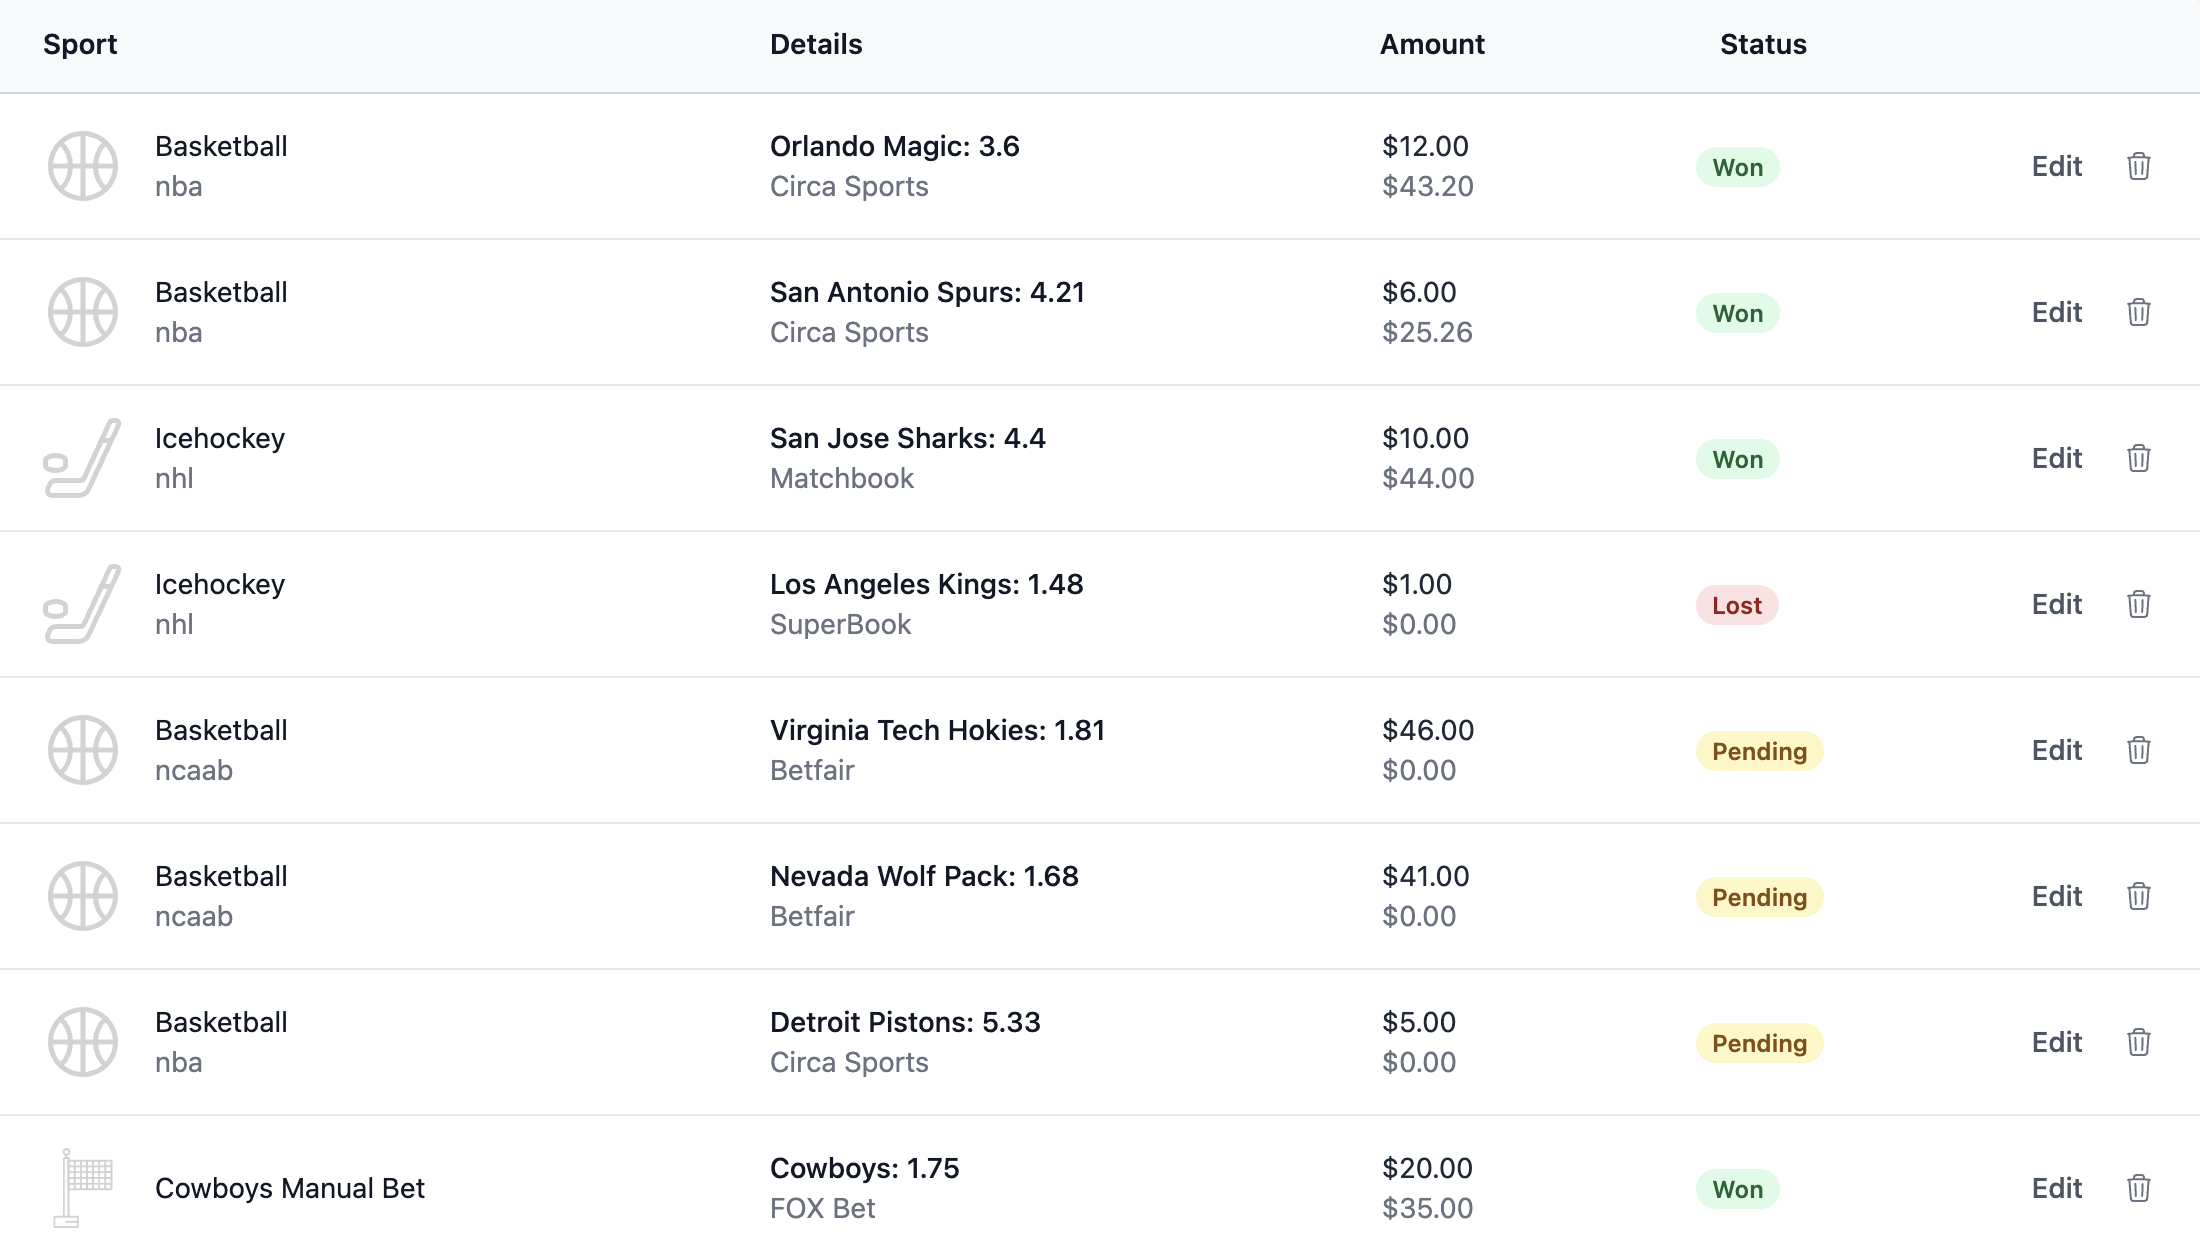 Sport Details Amount Status
Basketball Orlando Magic: 3.6 $12.00 Won Edit
nba Circa Sports $43.20
Basketball San Antonio Spurs: 4.21 $6.00 Won Edit
nba Circa Sports $25.26
Icehockey San Jose Sharks: 4.4 $10.00 Won Edit
nhl Matchbook $44.00
Icehockey Los Angeles Kings: 1.48 $1.00 Lost Edit
nhl SuperBook $0.00
Basketball Virginia Tech Hokies: 1.81 $46.00 Pending Edit
ncaab Betfair $0.00
Basketball Nevada Wolf Pack: 1.68 $41.00 Pending Edit
ncaab Betfair $0.00
Basketball Detroit Pistons: 5.33 $5.00 Pending Edit
nba Circa Sports $0.00
Cowboys Manual Bet Cowboys: 1.75 $20.00 Won Edit
FOX Bet $35.00